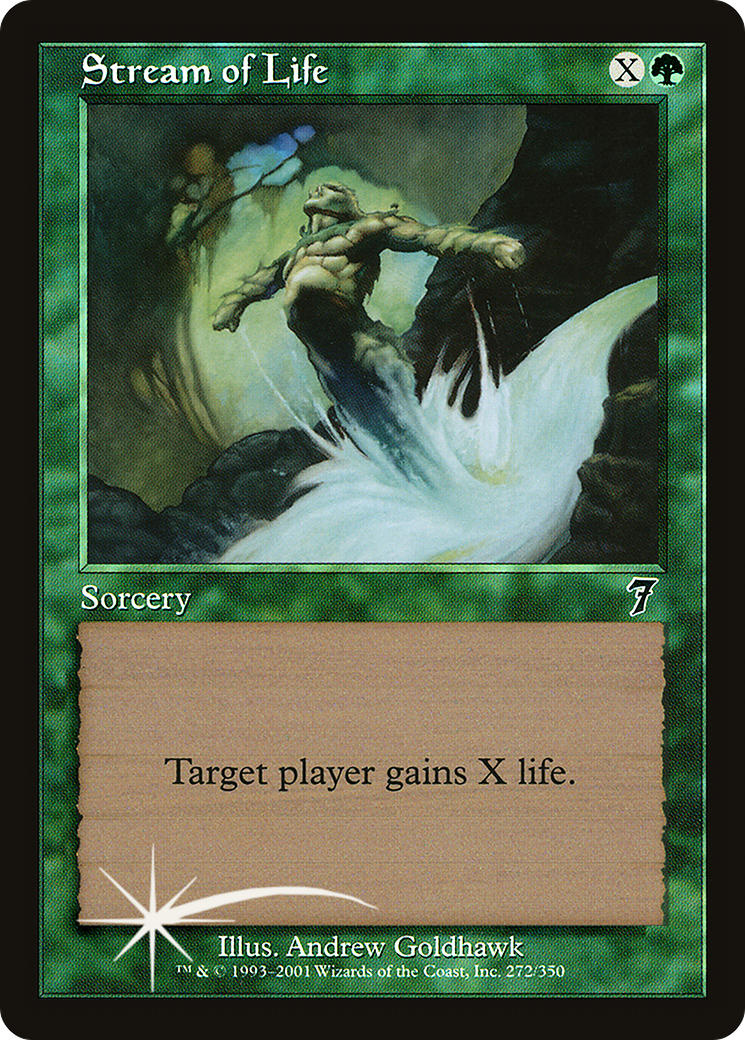 Stream of Life X
Sorcery 7
Target player gains X life.
Illus. Andrew Goldhawk
™ & © 1993–2001 Wizards of the Coast, Inc. 272/350